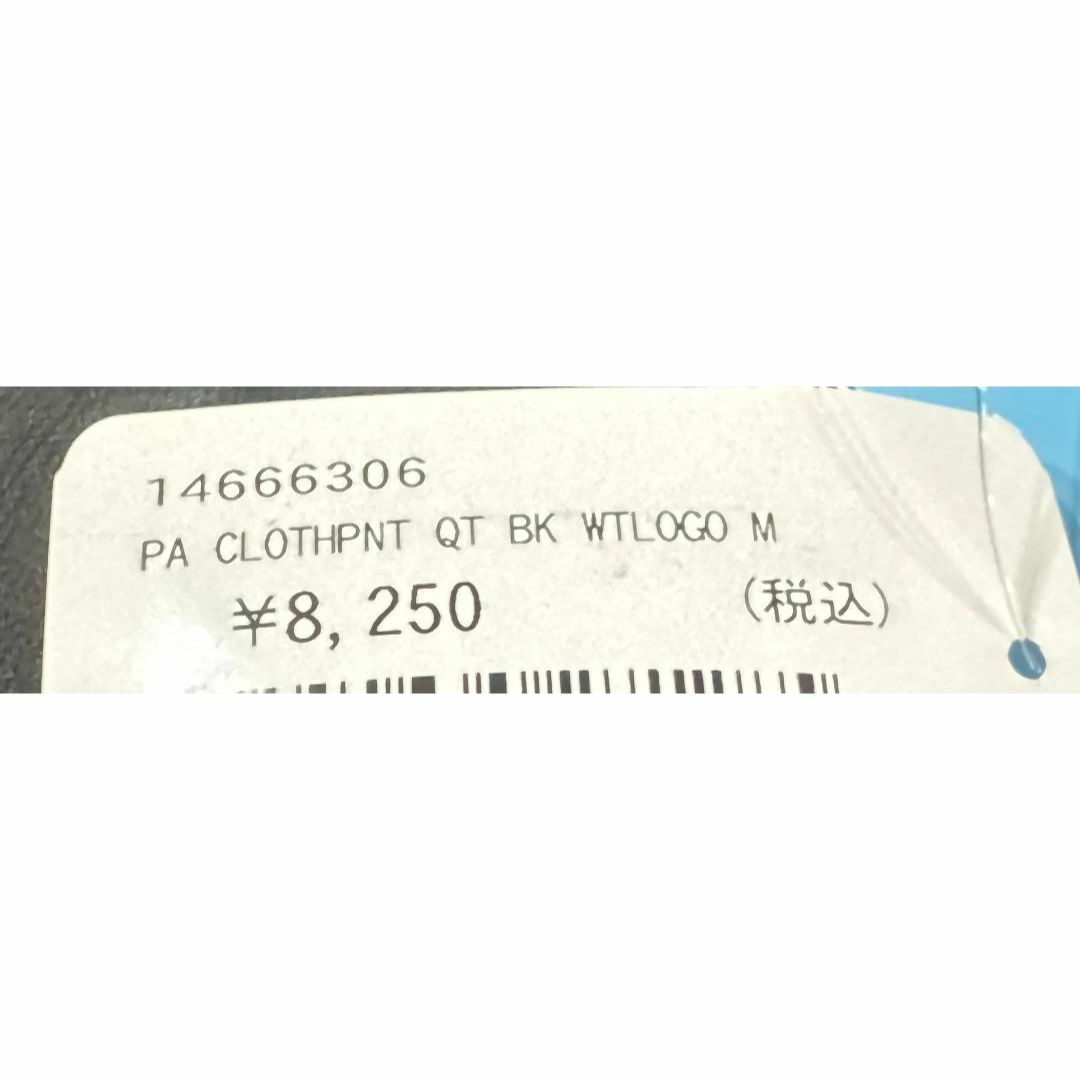 14666306
PA CLOTHPNT QT BK WTLOGO M
¥8,250 (税込)